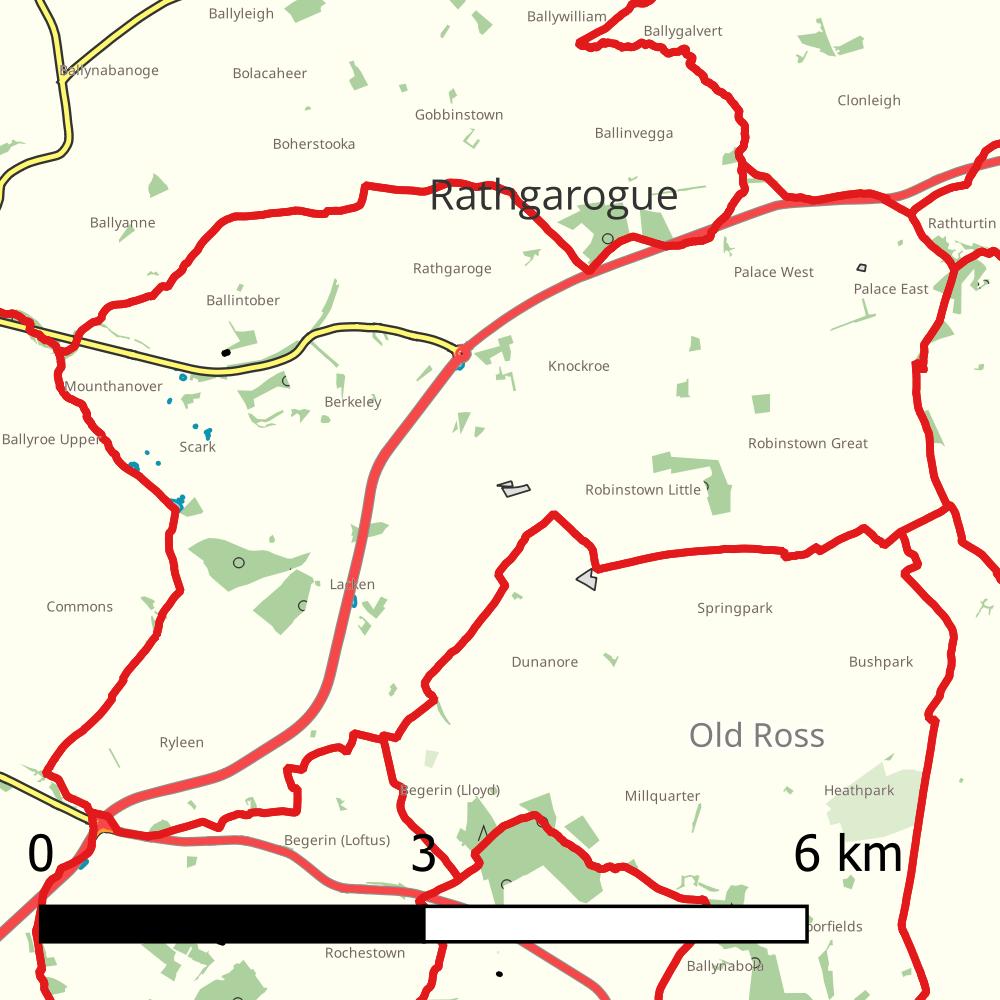 Ballyleigh
Ballywilliam
Ballygalvert
Ballynabanoge
Bolacaheer
Clonleigh
Gobbinstown
Ballinvegga
Boherstooka
Rathgarogue
Ballyanne
Rathturtin
Rathgaroge
Palace West
Palace East
Ballintober
Knockroe
Mounthanover
Berkeley
Ballyroe Upper
Scark
Robinstown Great
Robinstown Little
Lacken
Commons
Springpark
Dunanore
Bushpark
Ryleen
Old Ross
Begerin (Lloyd)
Millquarter
Heathpark
Begerin (Loftus)
0 3 6 km
oorfields
Rochestown
Ballynabola